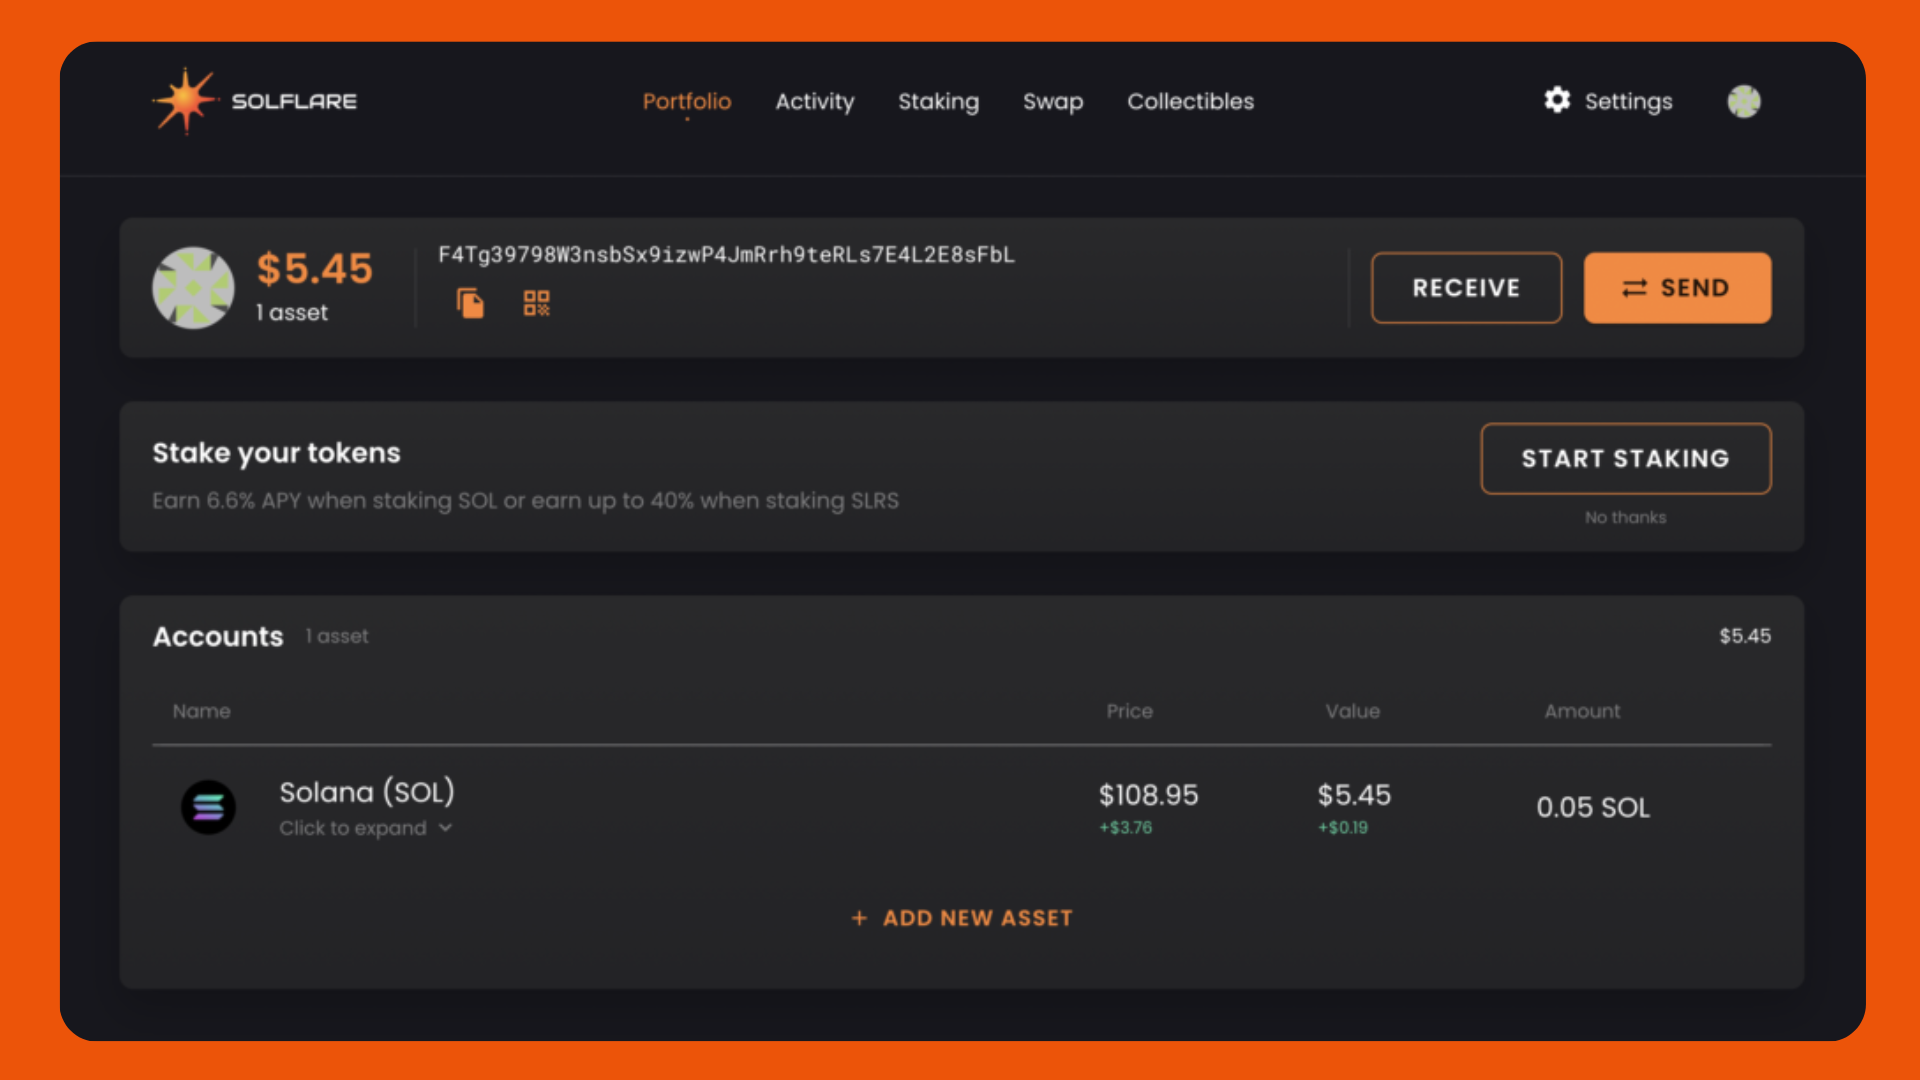 SOLFLARE
Portfolio Activity Staking Swap Collectibles Settings
$5.45
1 asset
F4Tg39798W3nsbSx9izwP4JmRrh9teRLs7E4L2E8sFbL
RECEIVE
SEND
Stake your tokens
Earn 6.6% APY when staking SOL or earn up to 40% when staking SLRS
START STAKING
No thanks
Accounts 1 asset $5.45
Name Price Value Amount
Solana (SOL) $108.95 $5.45 0.05 SOL
Click to expand +$3.76 +$0.19
+ ADD NEW ASSET